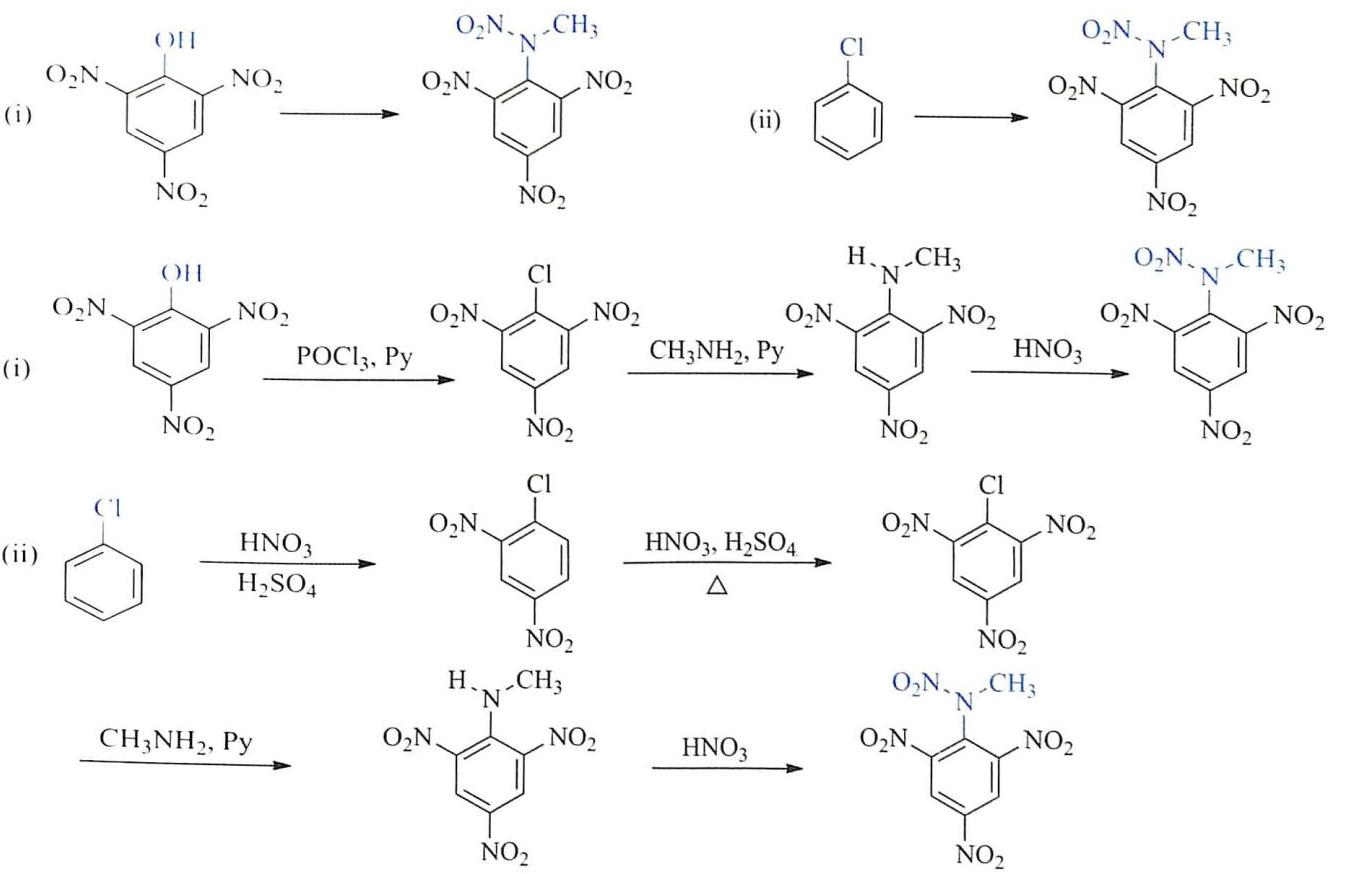 OH
O₂N NO₂
(i)
NO₂
O₂N N CH₃
O₂N NO₂
NO₂
(ii)
Cl
O₂N N CH₃
O₂N NO₂
NO₂
(i)
OH
O₂N NO₂
NO₂
POCl₃, Py
Cl
O₂N NO₂
NO₂
CH₃NH₂, Py
H N CH₃
O₂N NO₂
NO₂
HNO₃
O₂N N CH₃
O₂N NO₂
NO₂
(ii)
Cl
HNO₃
H₂SO₄
Cl
O₂N
NO₂
HNO₃, H₂SO₄
△
Cl
O₂N NO₂
NO₂
CH₃NH₂, Py
H N CH₃
O₂N NO₂
NO₂
HNO₃
O₂N N CH₃
O₂N NO₂
NO₂